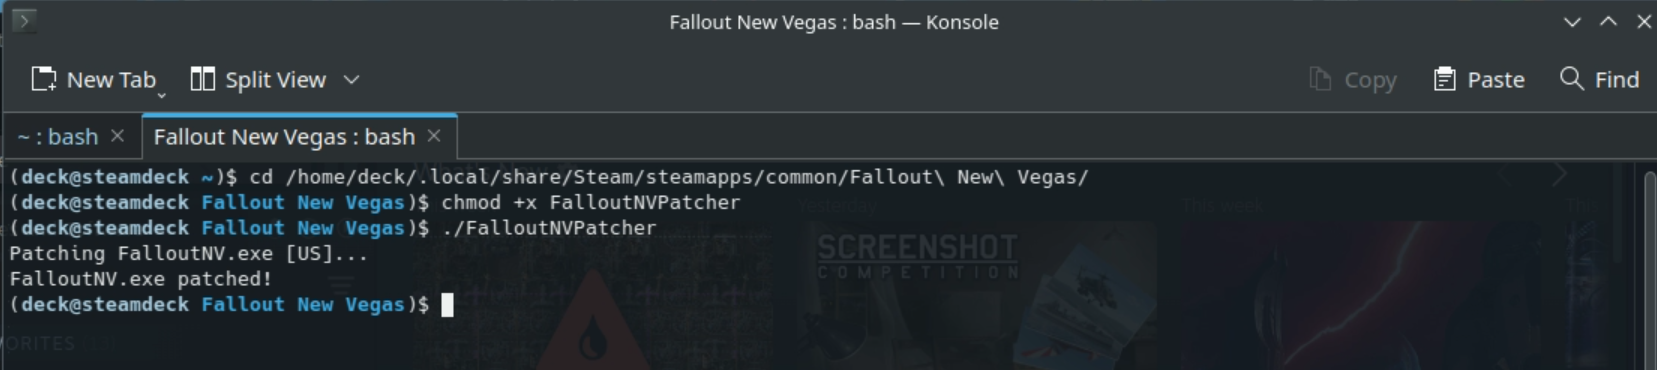 Fallout New Vegas : bash — Konsole
New Tab Split View Copy Paste Find
~ : bash Fallout New Vegas : bash
(deck@steamdeck ~)$ cd /home/deck/.local/share/Steam/steamapps/common/Fallout\ New\ Vegas/
(deck@steamdeck Fallout New Vegas)$ chmod +x FalloutNVPatcher
Yesterday This week
(deck@steamdeck Fallout New Vegas)$ ./FalloutNVPatcher
Patching FalloutNV.exe [US]...
SCREENSHOT
COMPETITION
FalloutNV.exe patched!
(deck@steamdeck Fallout New Vegas)$
ORITES